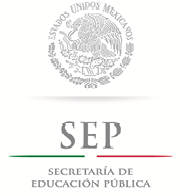 ESTADOS UNIDOS MEXICANOS
SEP
SECRETARÍA DE
EDUCACIÓN PÚBLICA